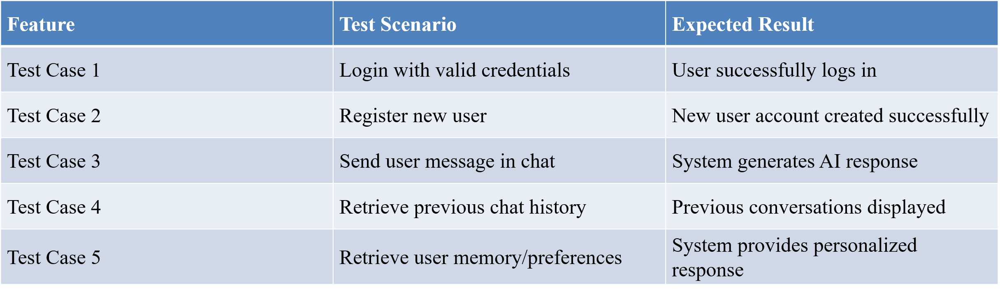 Feature Test Scenario Expected Result
Test Case 1 Login with valid credentials User successfully logs in
Test Case 2 Register new user New user account created successfully
Test Case 3 Send user message in chat System generates AI response
Test Case 4 Retrieve previous chat history Previous conversations displayed
Test Case 5 Retrieve user memory/preferences System provides personalized
response